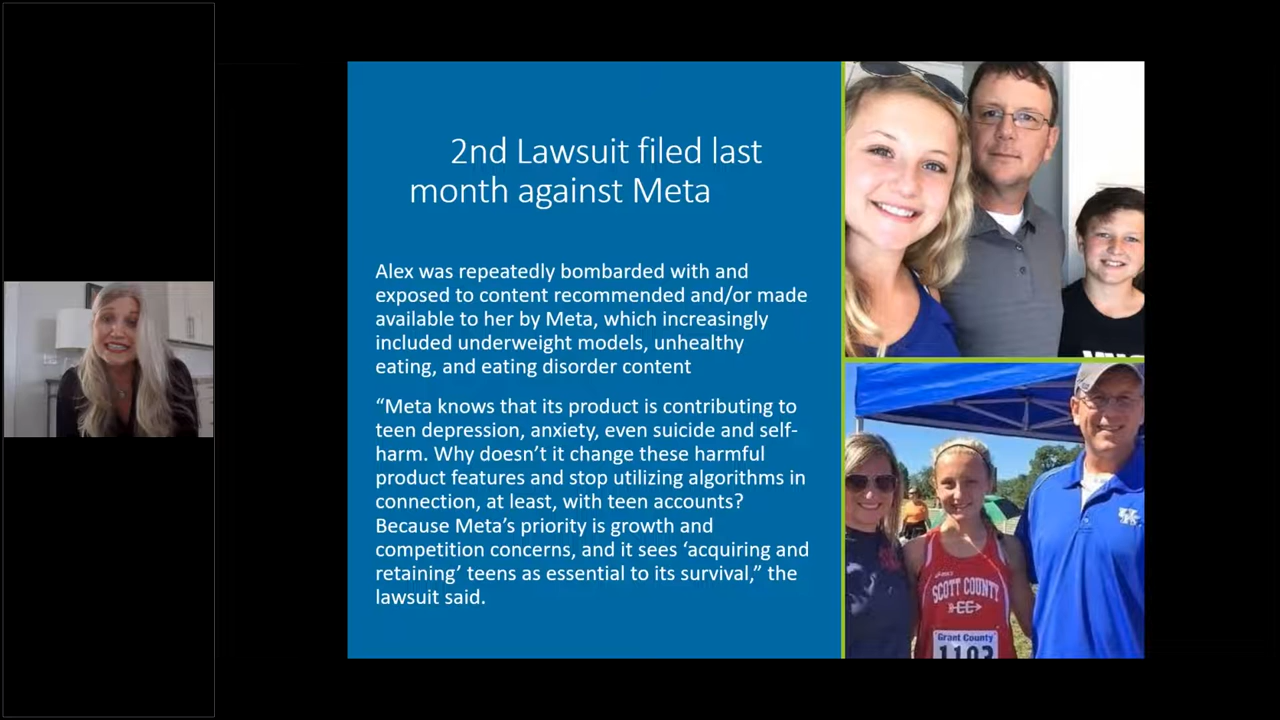 2nd Lawsuit filed last
month against Meta
Alex was repeatedly bombarded with and
exposed to content recommended and/or made
available to her by Meta, which increasingly
included underweight models, unhealthy
eating, and eating disorder content
“Meta knows that its product is contributing to
teen depression, anxiety, even suicide and self-
harm. Why doesn’t it change these harmful
product features and stop utilizing algorithms in
connection, at least, with teen accounts?
Because Meta’s priority is growth and
competition concerns, and it sees ‘acquiring and
retaining’ teens as essential to its survival,” the
lawsuit said.
SCOTT COUNTY
CC
Grant County
1103